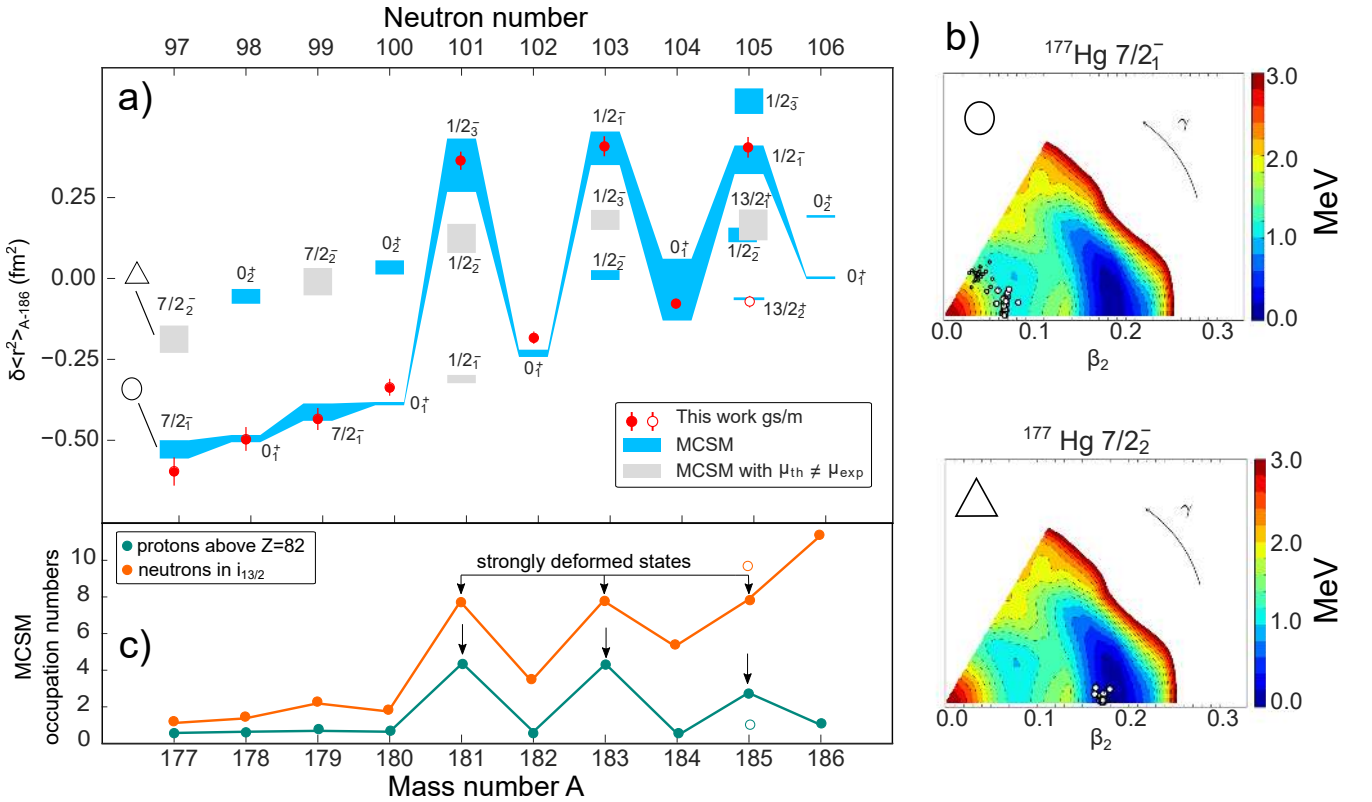 Neutron number
97 98 99 100 101 102 103 104 105 106
a)
δ<r²>A-186 (fm²)
0.25
0.00
−0.25
−0.50
7/2₂⁻
7/2₁⁻
0₂⁺
0₁⁺
7/2₂⁻
7/2₁⁻
0₂⁺
0₁⁺
1/2₃⁻
1/2₂⁻
1/2₁⁻
0₁⁺
1/2₁⁻
1/2₃⁻
1/2₂⁻
0₁⁺
1/2₃⁻
1/2₁⁻
13/2₁⁺
1/2₂⁻
13/2₂⁺
0₂⁺
0₁⁺
This work gs/m
MCSM
MCSM with μth ≠ μexp
c)
MCSM
occupation numbers
10
8
6
4
2
0
protons above Z=82
neutrons in i13/2
strongly deformed states
177 178 179 180 181 182 183 184 185 186
Mass number A
b)
¹⁷⁷Hg 7/2₁⁻
γ
0.0 0.1 0.2 0.3
β₂
3.0
2.0
1.0
0.0
MeV
¹⁷⁷ Hg 7/2₂⁻
γ
0.0 0.1 0.2 0.3
β₂
3.0
2.0
1.0
0.0
MeV